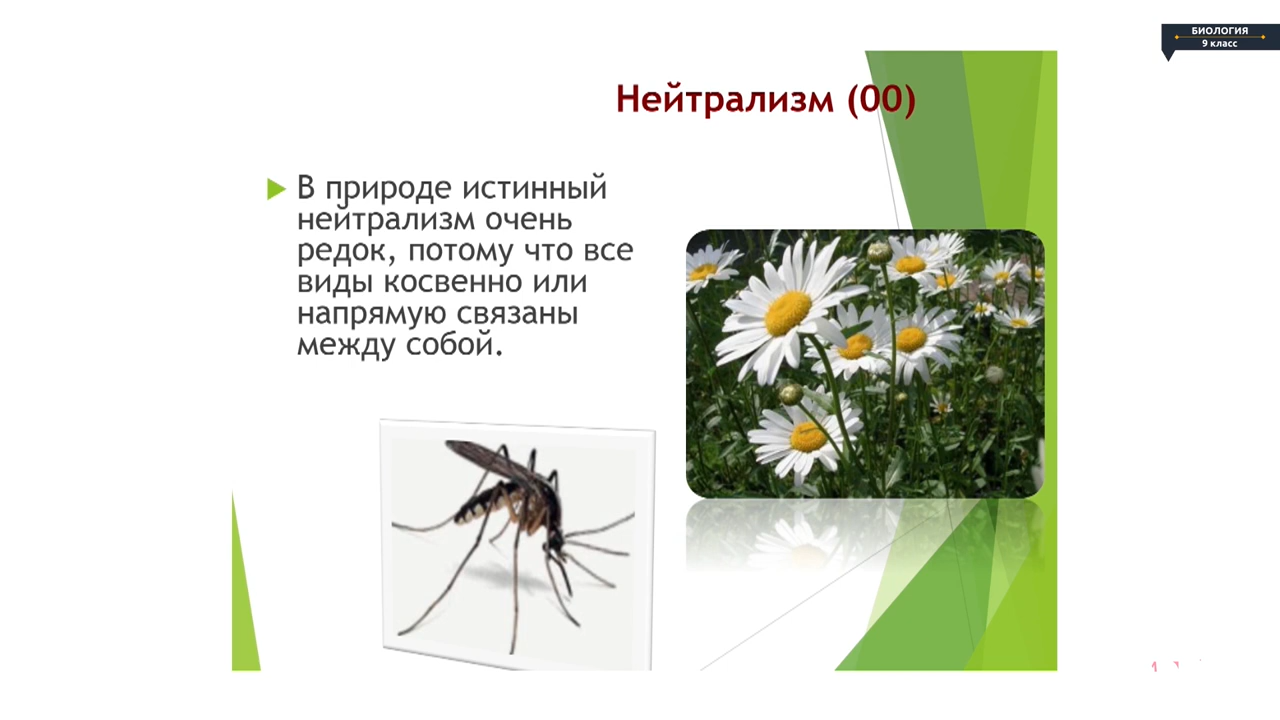 БИОЛОГИЯ
9 класс
Нейтрализм (00)
В природе истинный
нейтрализм очень
редок, потому что все
виды косвенно или
напрямую связаны
между собой.